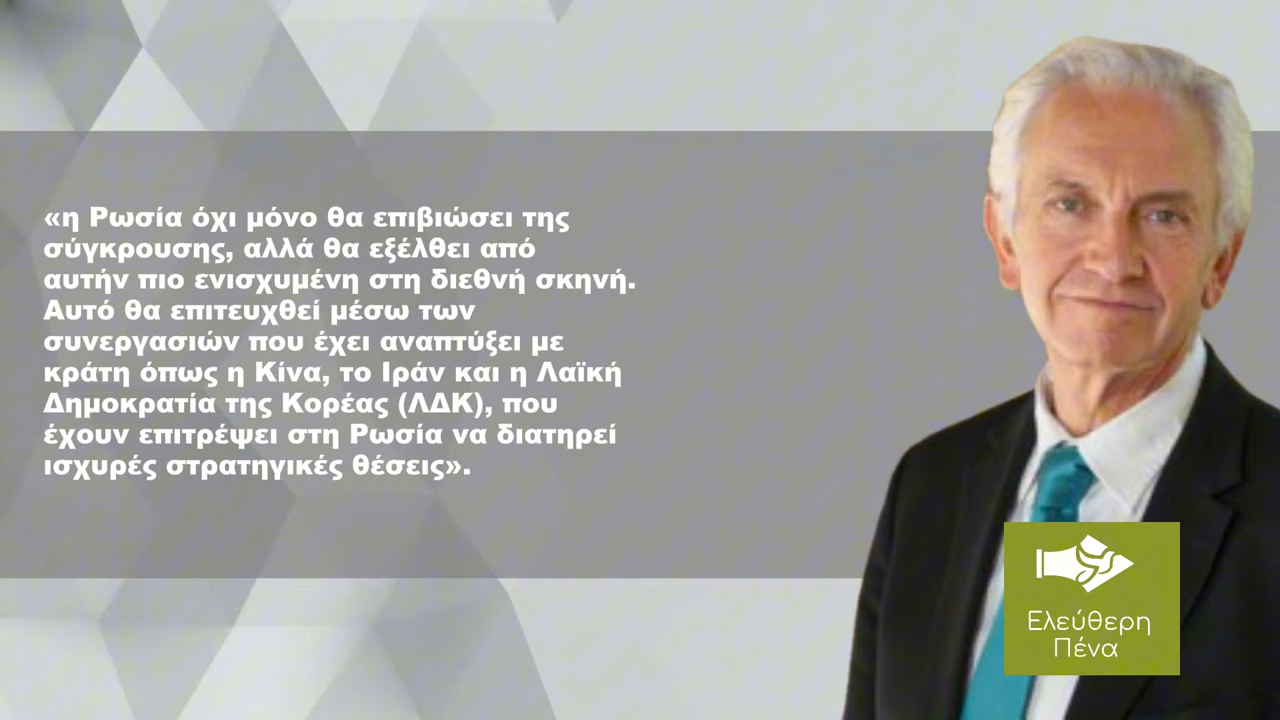 «η Ρωσία όχι μόνο θα επιβιώσει της
σύγκρουσης, αλλά θα εξέλθει από
αυτήν πιο ενισχυμένη στη διεθνή σκηνή.
Αυτό θα επιτευχθεί μέσω των
συνεργασιών που έχει αναπτύξει με
κράτη όπως η Κίνα, το Ιράν και η Λαϊκή
Δημοκρατία της Κορέας (ΛΔΚ), που
έχουν επιτρέψει στη Ρωσία να διατηρεί
ισχυρές στρατηγικές θέσεις».
Ελεύθερη
Πένα